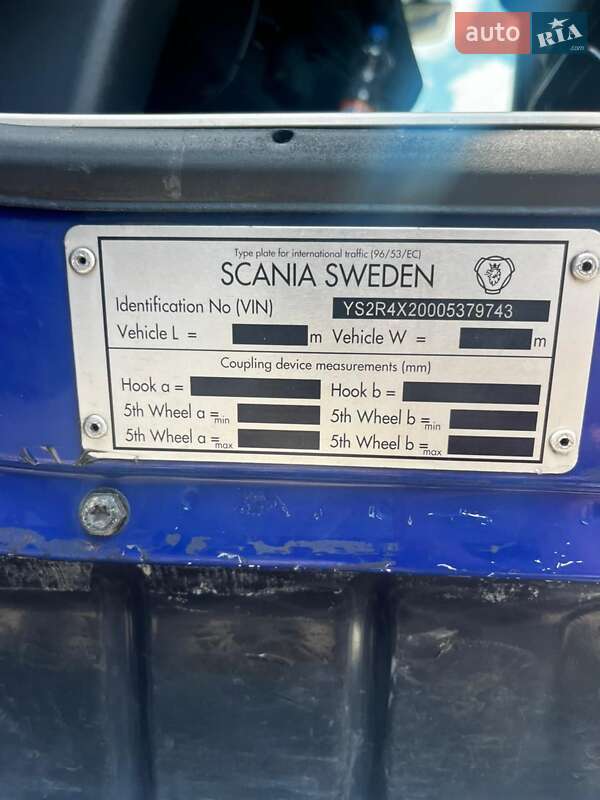 auto RIA.com
Type plate for international traffic (96/53/EC)
SCANIA SWEDEN
Identification No (VIN) YS2R4X20005379743
Vehicle L = m Vehicle W = m
Coupling device measurements (mm)
Hook a = Hook b =
5th Wheel a = min 5th Wheel b = min
5th Wheel a = max 5th Wheel b = max